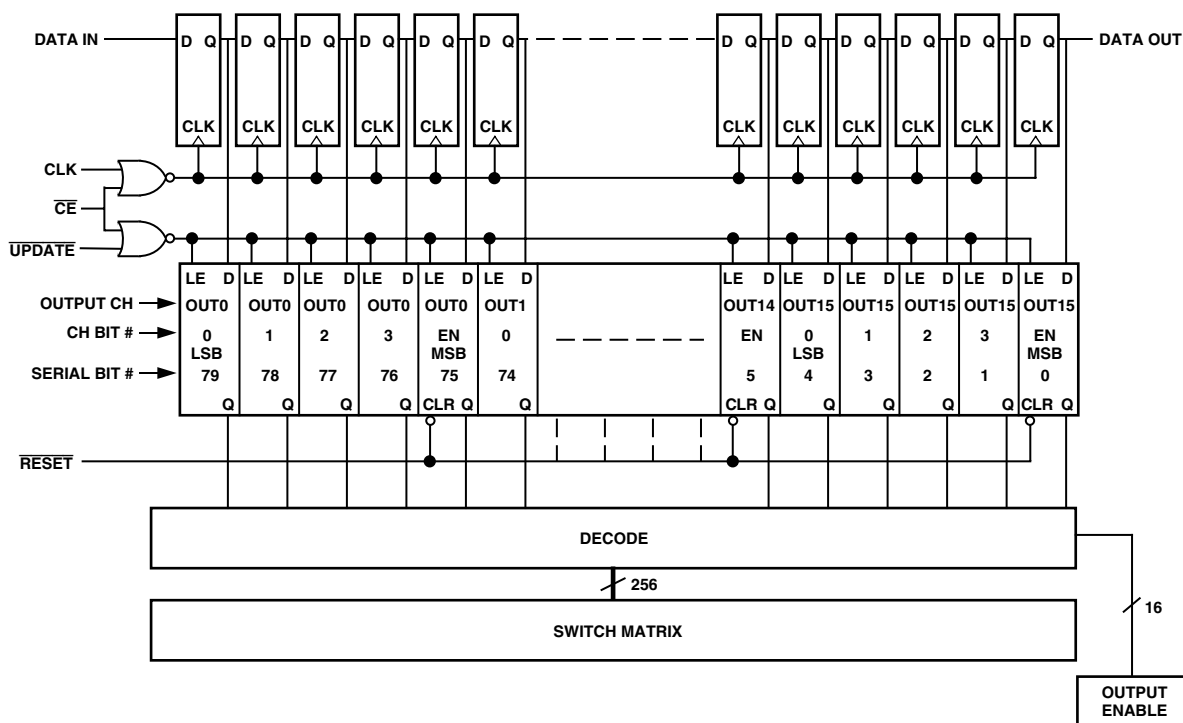 D Q D Q D Q D Q D Q D Q D Q D Q D Q D Q D Q D Q
DATA IN
DATA OUT
CLK CLK CLK CLK CLK CLK CLK CLK CLK CLK CLK CLK
CLK
CE
UPDATE
LE D LE D LE D LE D LE D LE D LE D LE D LE D LE D LE D LE D
OUTPUT CH OUT0 OUT0 OUT0 OUT0 OUT0 OUT1 OUT14 OUT15 OUT15 OUT15 OUT15 OUT15
CH BIT # 0 1 2 3 EN 0 EN 0 1 2 3 EN
LSB MSB LSB MSB
SERIAL BIT # 79 78 77 76 75 74 5 4 3 2 1 0
Q Q Q Q CLR Q Q CLR Q Q Q Q Q CLR Q
RESET
DECODE
256
16
SWITCH MATRIX
OUTPUT
ENABLE